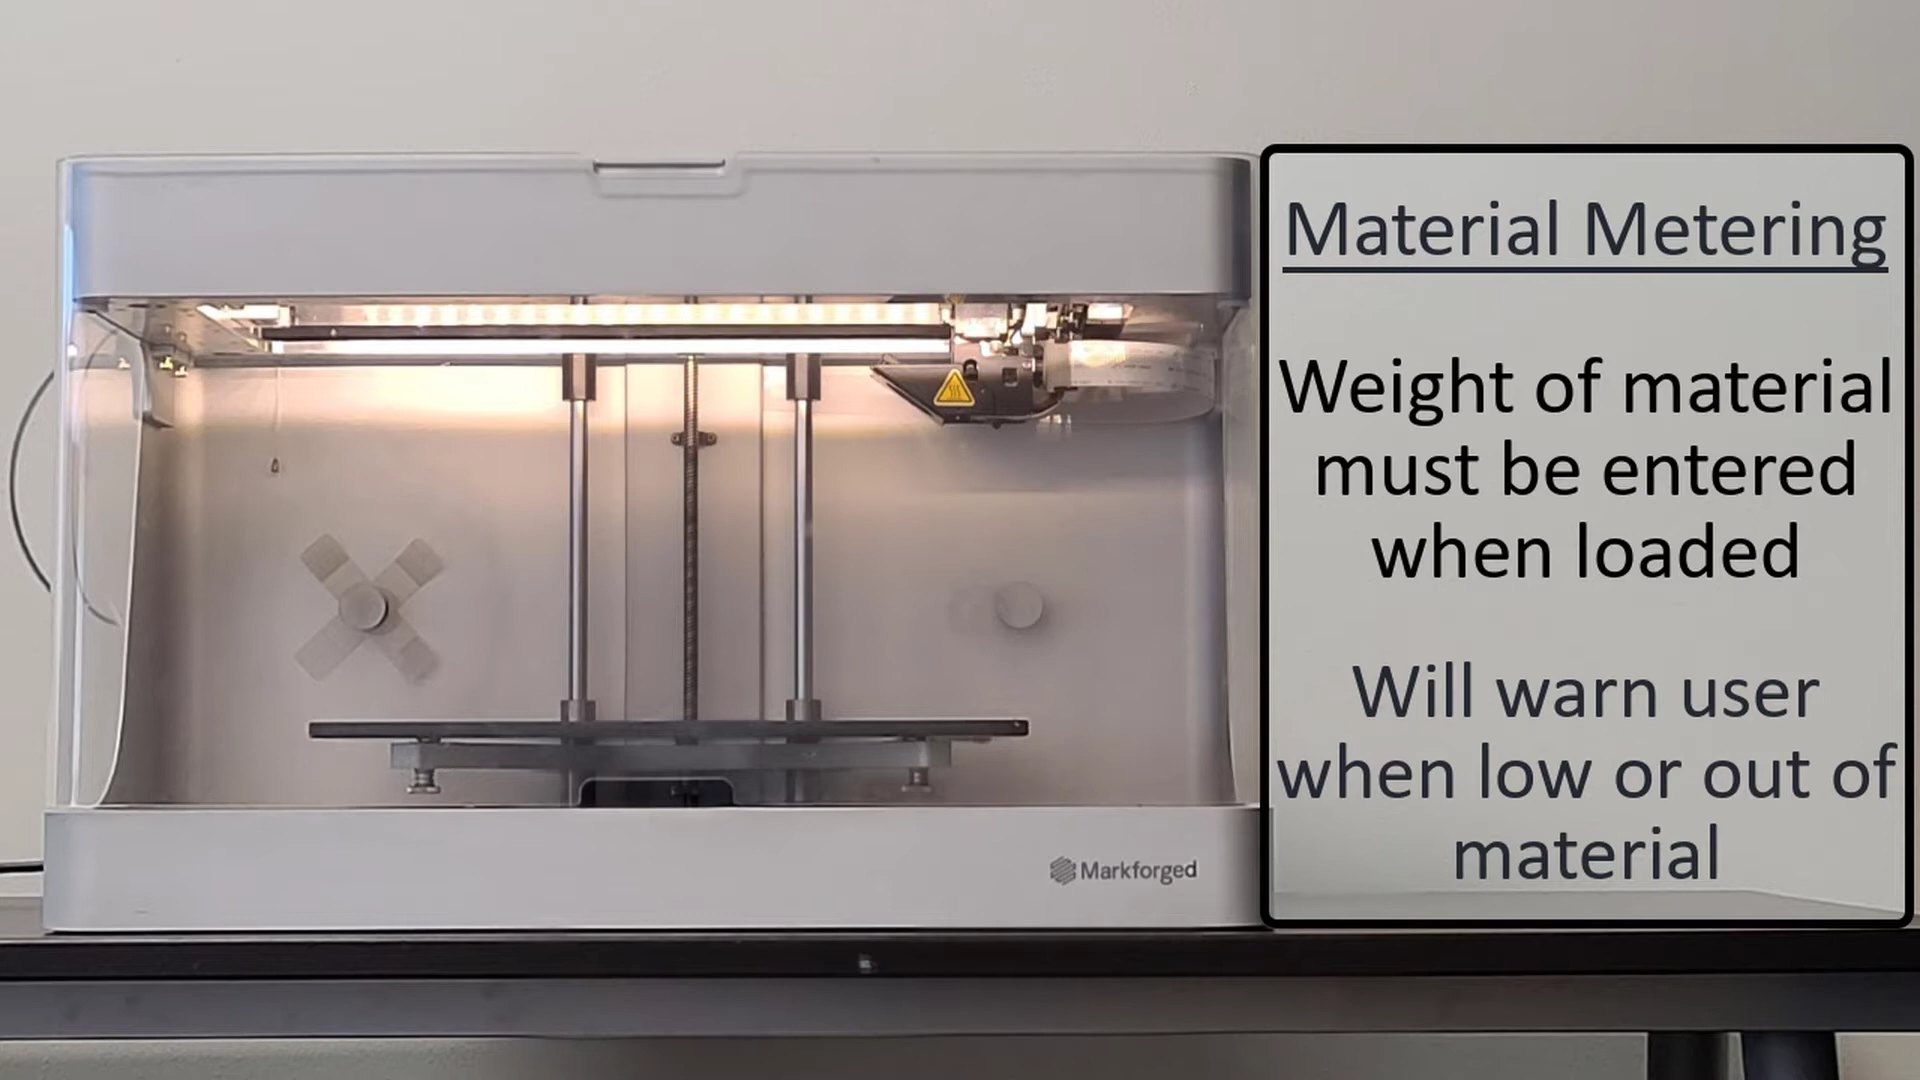 Material Metering
Weight of material
must be entered
when loaded
Will warn user
when low or out of
material
Markforged